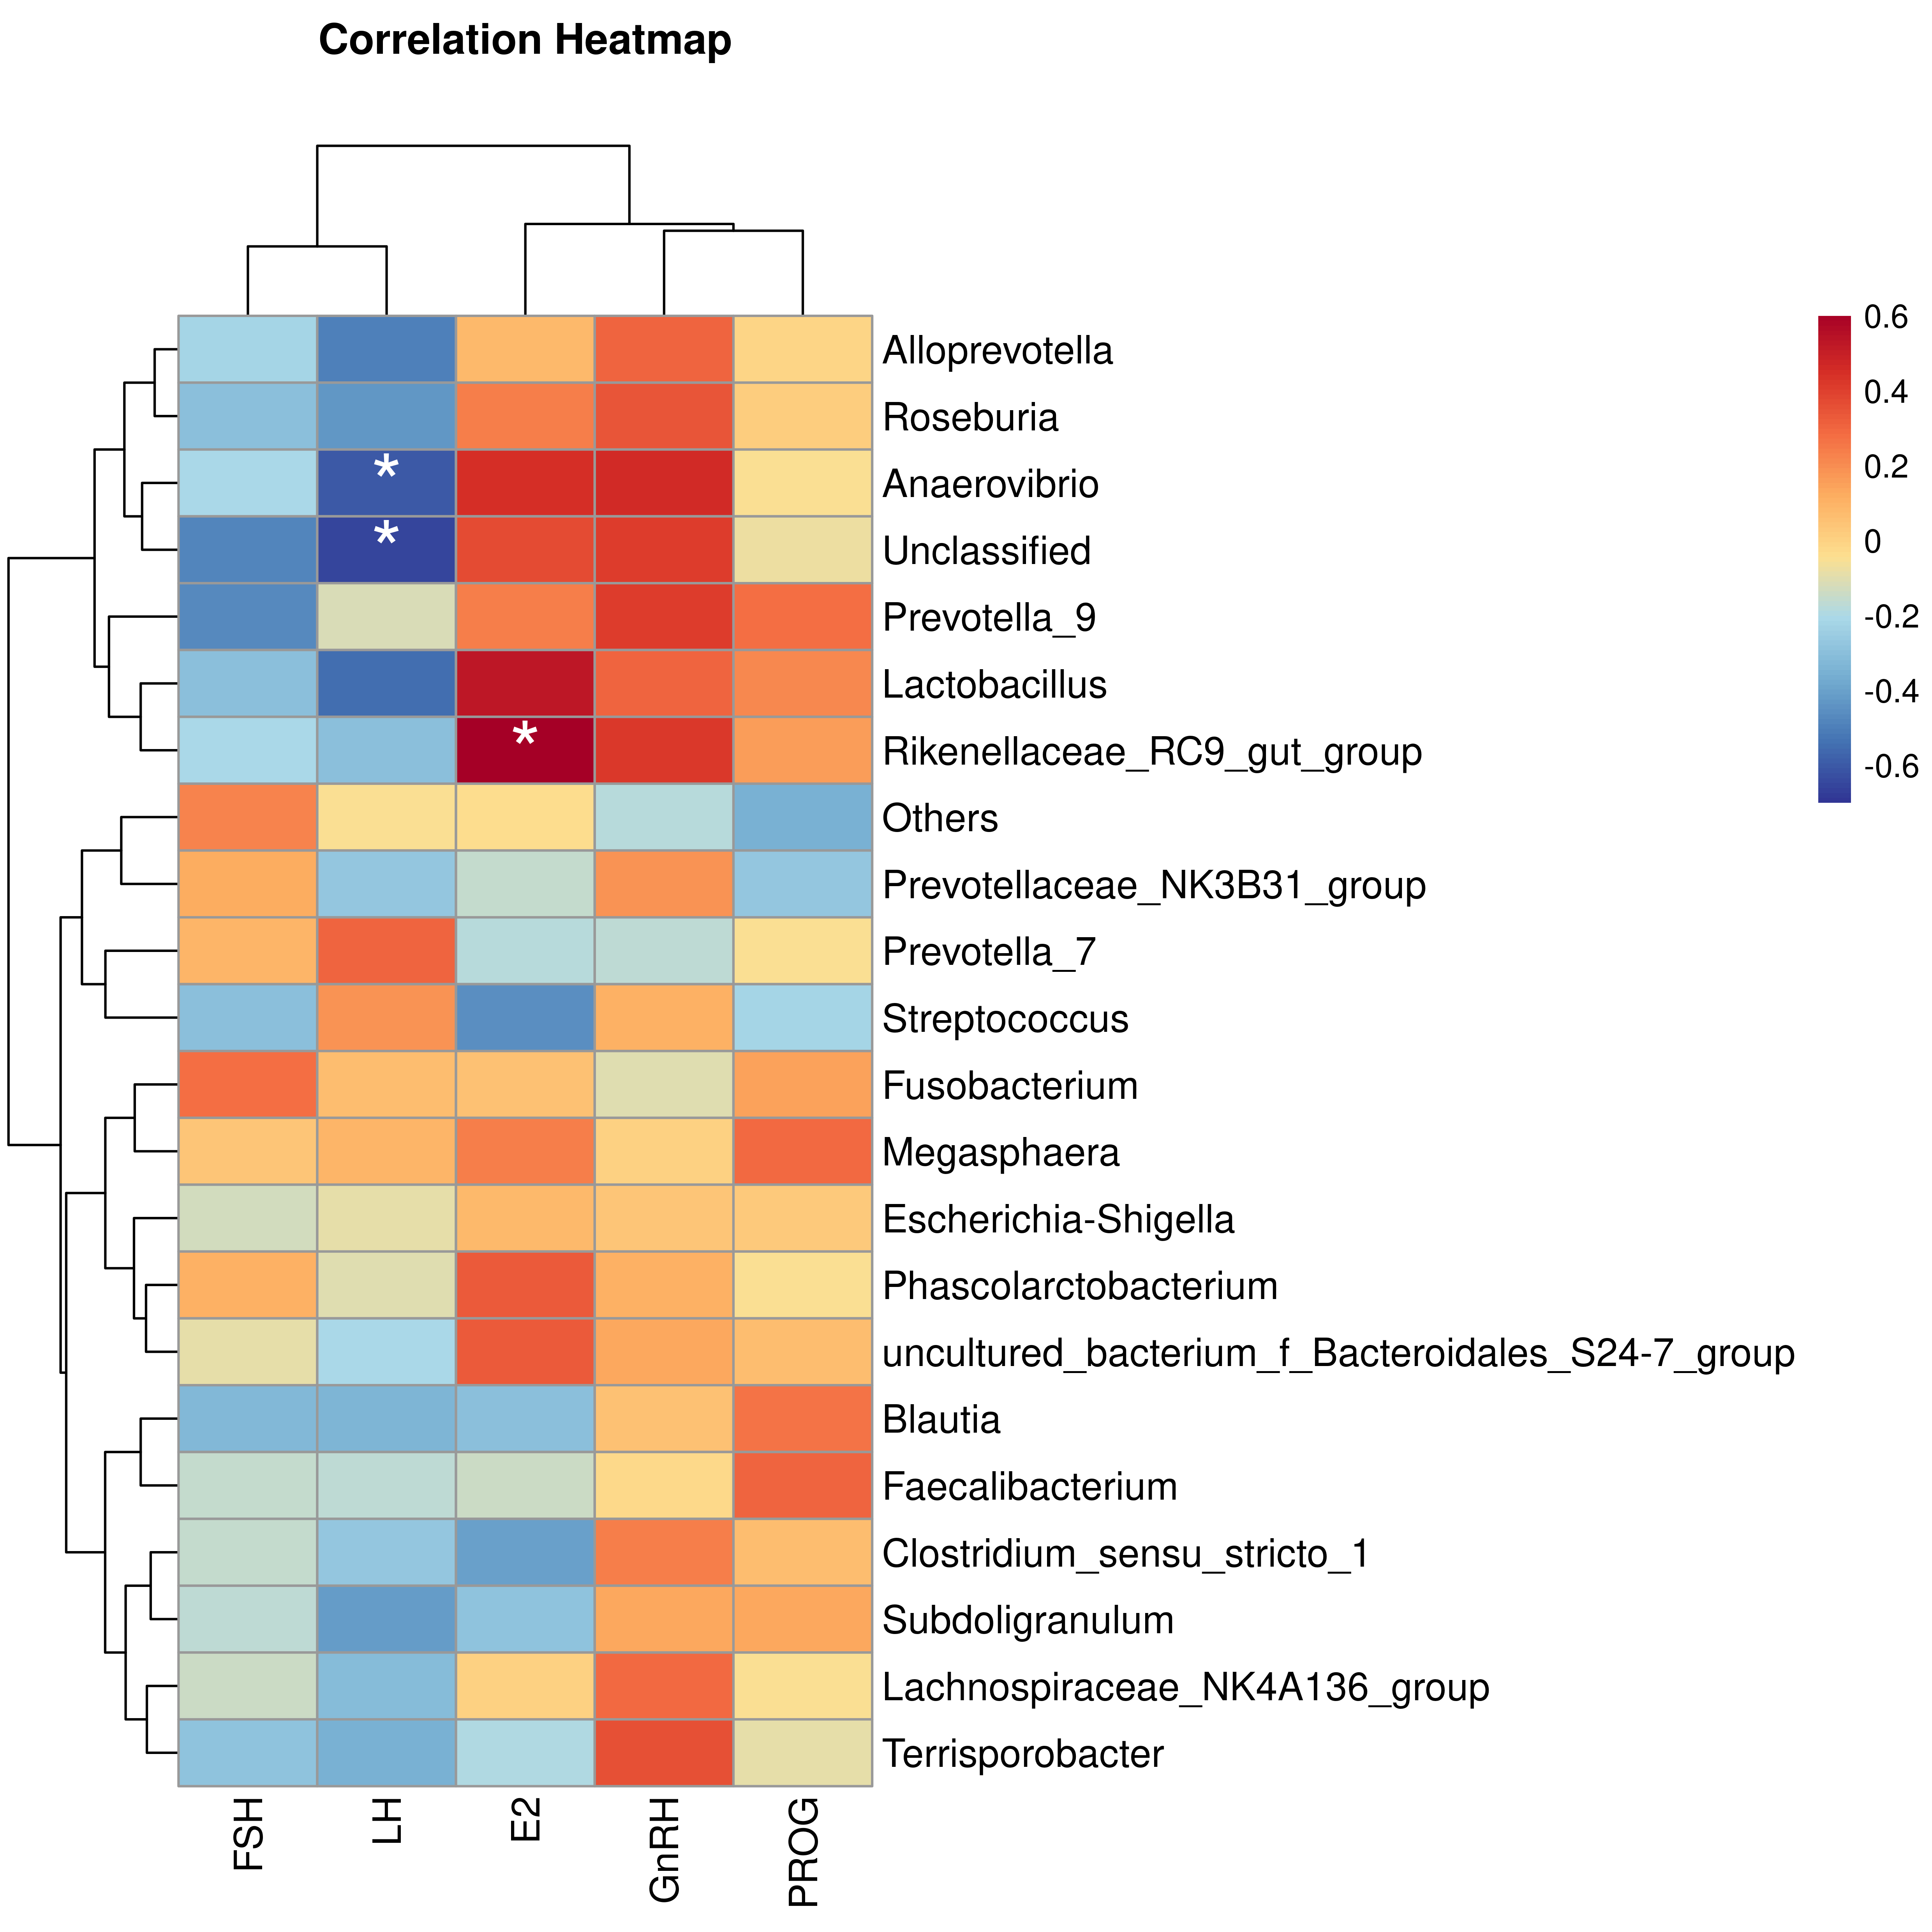 Correlation Heatmap
Alloprevotella
Roseburia
*
Anaerovibrio
*
Unclassified
Prevotella_9
Lactobacillus
*
Rikenellaceae_RC9_gut_group
Others
Prevotellaceae_NK3B31_group
Prevotella_7
Streptococcus
Fusobacterium
Megasphaera
Escherichia-Shigella
Phascolarctobacterium
uncultured_bacterium_f_Bacteroidales_S24-7_group
Blautia
Faecalibacterium
Clostridium_sensu_stricto_1
Subdoligranulum
Lachnospiraceae_NK4A136_group
Terrisporobacter
FSH
LH
E2
GnRH
PROG
0.6
0.4
0.2
0
-0.2
-0.4
-0.6